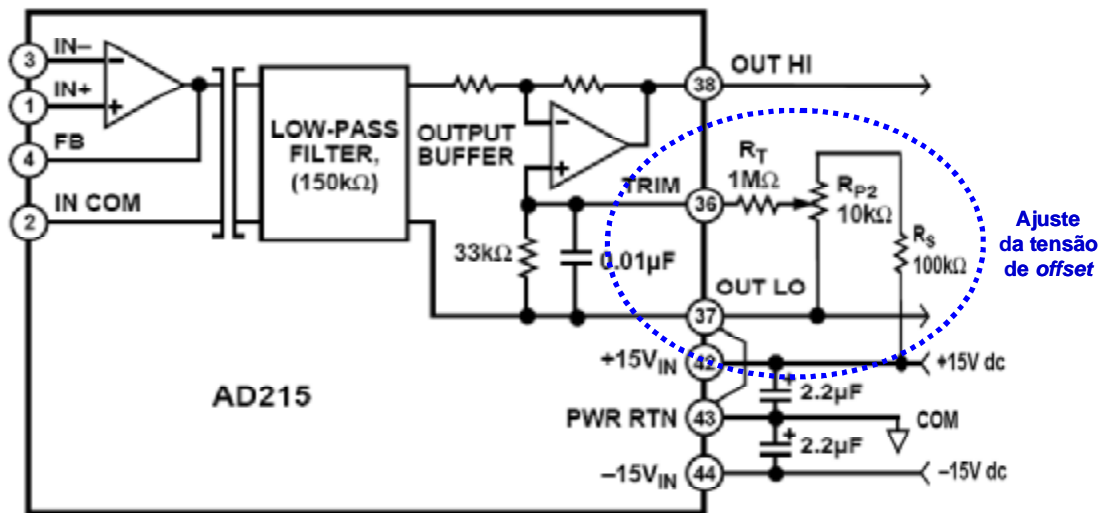 3
IN–
1
IN+
4
FB
2
IN COM
LOW-PASS
FILTER,
(150kΩ)
OUTPUT
BUFFER
33kΩ
0.01µF
38
OUT HI
TRIM
36
R_T
1MΩ
R_P2
10kΩ
R_S
100kΩ
OUT LO
37
Ajuste
da tensão
de offset
+15V_IN
42
+15V dc
2.2µF
AD215
PWR RTN
43
COM
2.2µF
–15V_IN
44
–15V dc
+
+
–
+
–
+